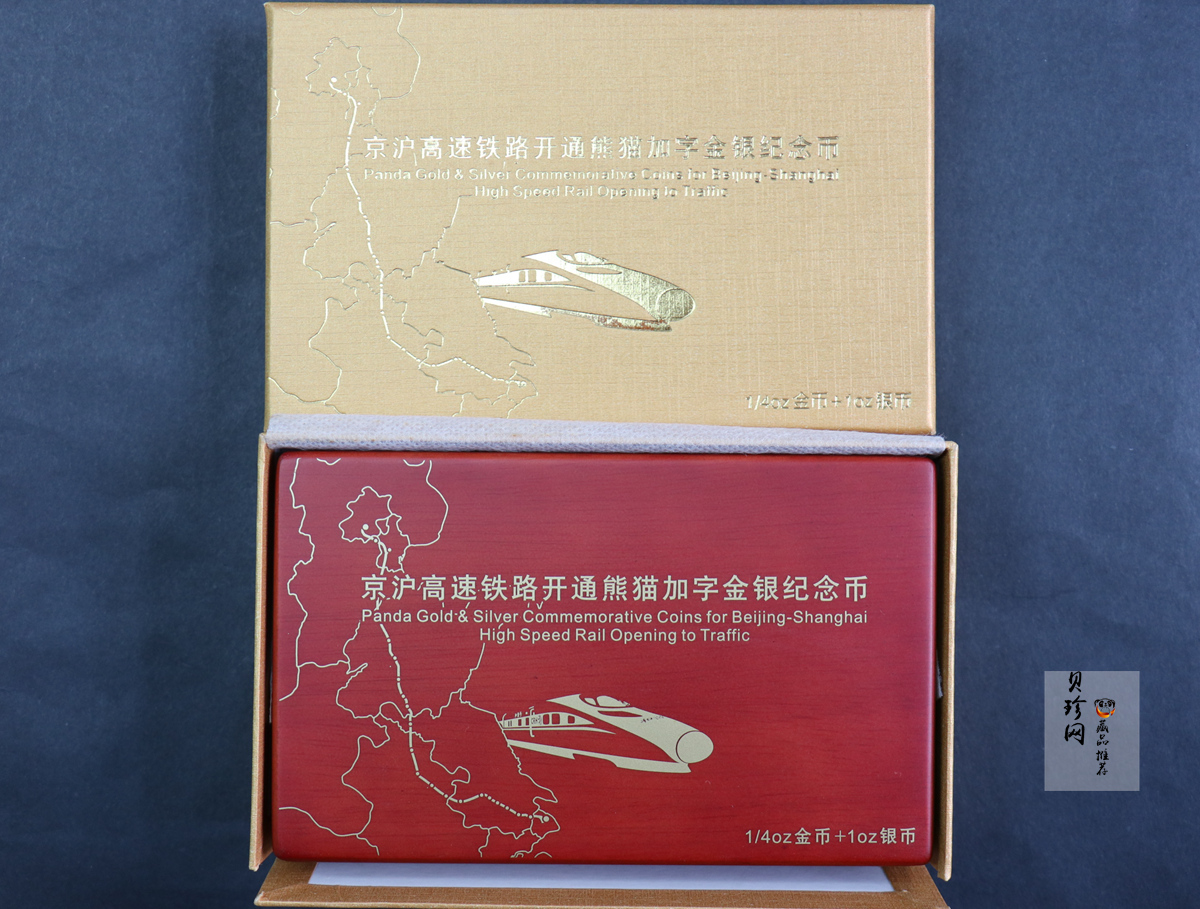 京沪高速铁路开通熊猫加字金银纪念币
Panda Gold & Silver Commemorative Coins for Beijing-Shanghai
High Speed Rail Opening to Traffic
1/4oz金币+1oz银币
京沪高速铁路开通熊猫加字金银纪念币
Panda Gold & Silver Commemorative Coins for Beijing-Shanghai
High Speed Rail Opening to Traffic
1/4oz金币+1oz银币
贝珍网
藏品推荐